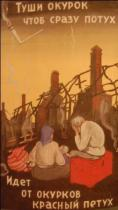 Туши окурок
чтоб сразу потух
Идет
от окурков
красный петух